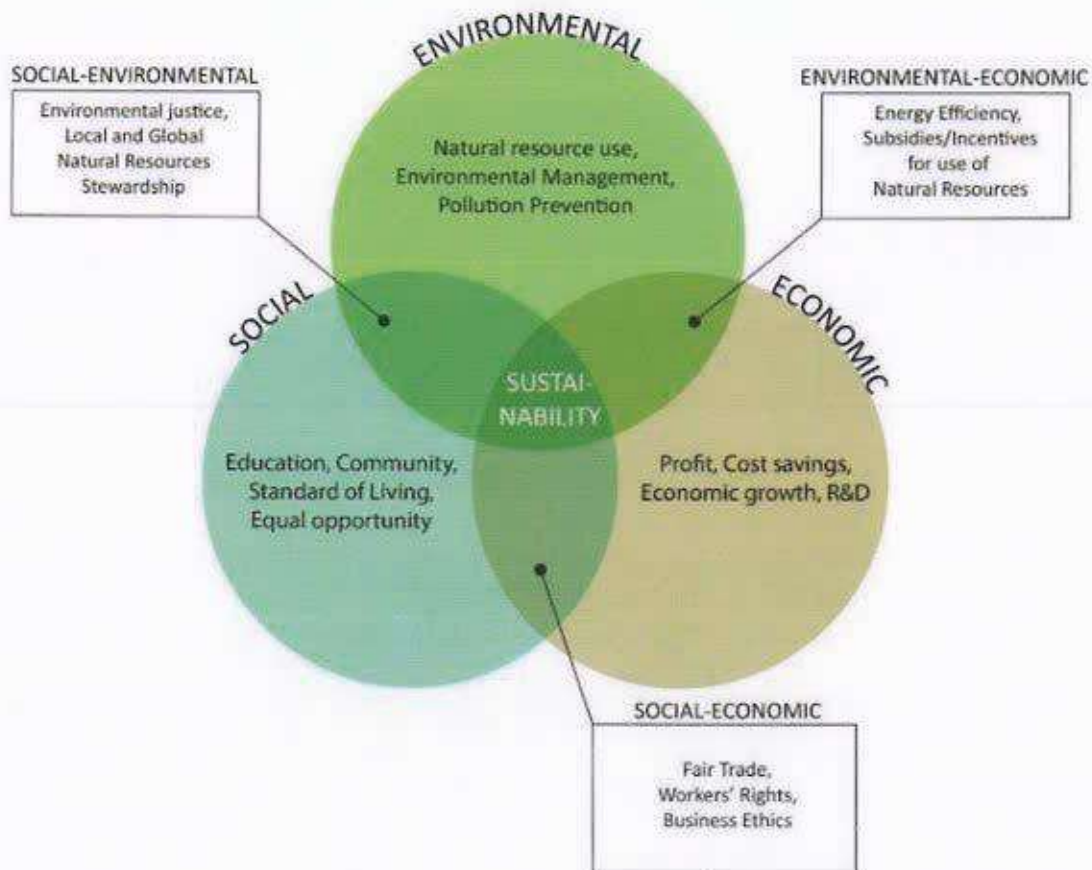 ENVIRONMENTAL
SOCIAL-ENVIRONMENTAL
Environmental justice,
Local and Global
Natural Resources
Stewardship
ENVIRONMENTAL-ECONOMIC
Energy Efficiency,
Subsidies/Incentives
for use of
Natural Resources
Natural resource use,
Environmental Management,
Pollution Prevention
SOCIAL
ECONOMIC
SUSTAI-
NABILITY
Education, Community,
Standard of Living,
Equal opportunity
Profit, Cost savings,
Economic growth, R&D
SOCIAL-ECONOMIC
Fair Trade,
Workers' Rights,
Business Ethics